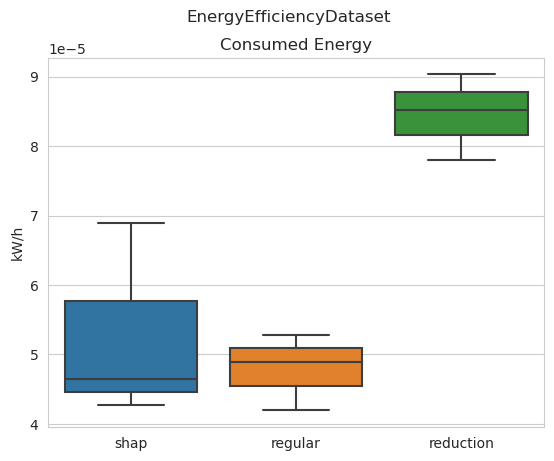 EnergyEfficiencyDataset
Consumed Energy
1e−5
9
8
7
6
5
4
kW/h
shap
regular
reduction